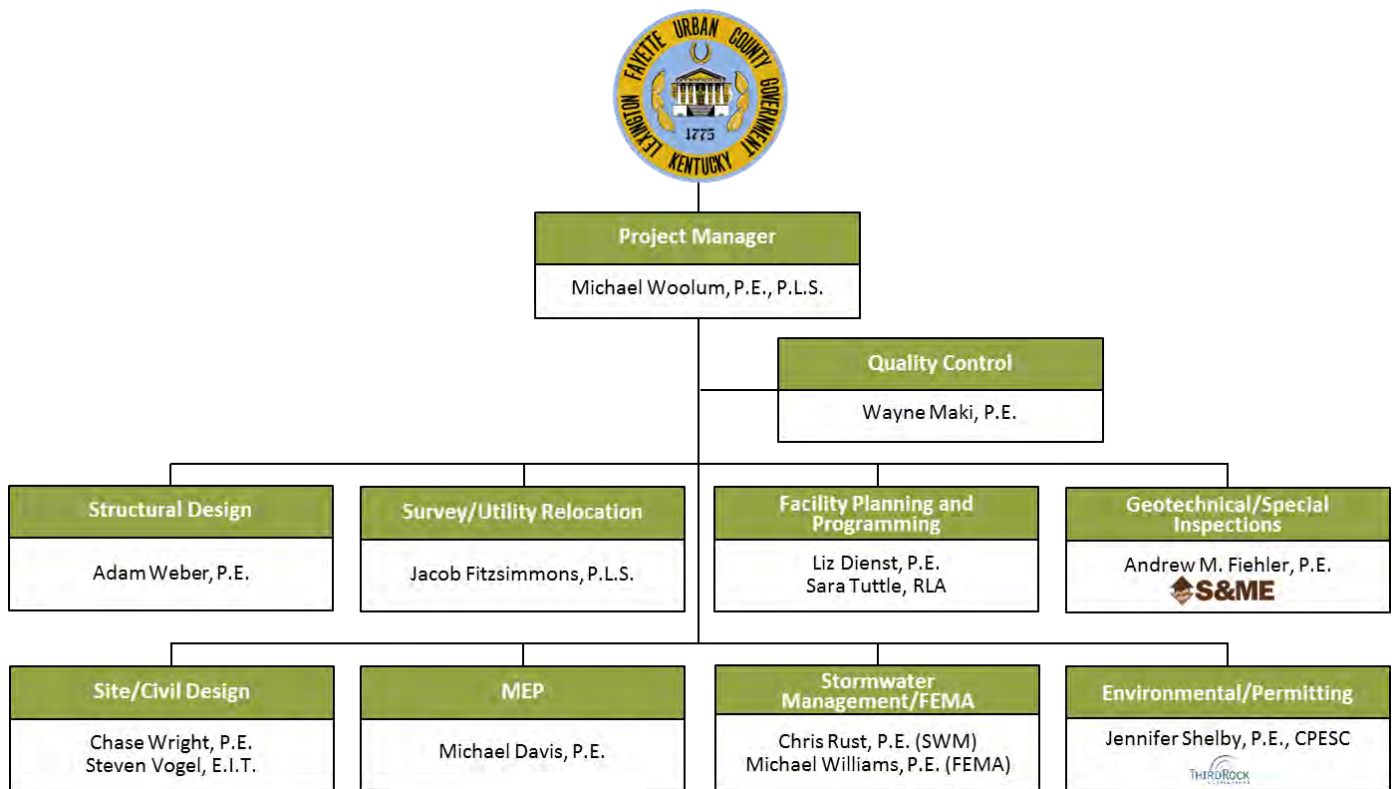 LEXINGTON FAYETTE URBAN COUNTY GOVERNMENT
1775
KENTUCKY
Project Manager
Michael Woolum, P.E., P.L.S.
Quality Control
Wayne Maki, P.E.
Structural Design
Adam Weber, P.E.
Survey/Utility Relocation
Jacob Fitzsimmons, P.L.S.
Facility Planning and
Programming
Liz Dienst, P.E.
Sara Tuttle, RLA
Geotechnical/Special
Inspections
Andrew M. Fiehler, P.E.
S&ME
Site/Civil Design
Chase Wright, P.E.
Steven Vogel, E.I.T.
MEP
Michael Davis, P.E.
Stormwater
Management/FEMA
Chris Rust, P.E. (SWM)
Michael Williams, P.E. (FEMA)
Environmental/Permitting
Jennifer Shelby, P.E., CPESC
THIRDROCK